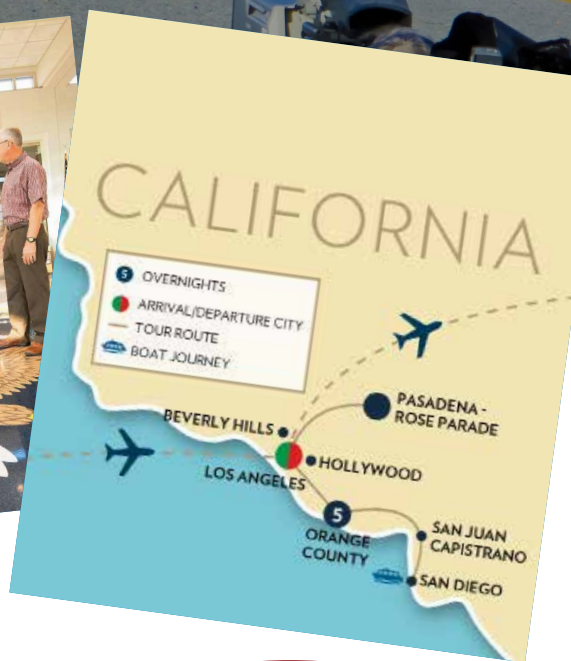 CALIFORNIA
5 OVERNIGHTS
ARRIVAL/DEPARTURE CITY
TOUR ROUTE
BOAT JOURNEY
PASADENA -
ROSE PARADE
BEVERLY HILLS
HOLLYWOOD
LOS ANGELES
5
ORANGE
COUNTY
SAN JUAN
CAPISTRANO
SAN DIEGO